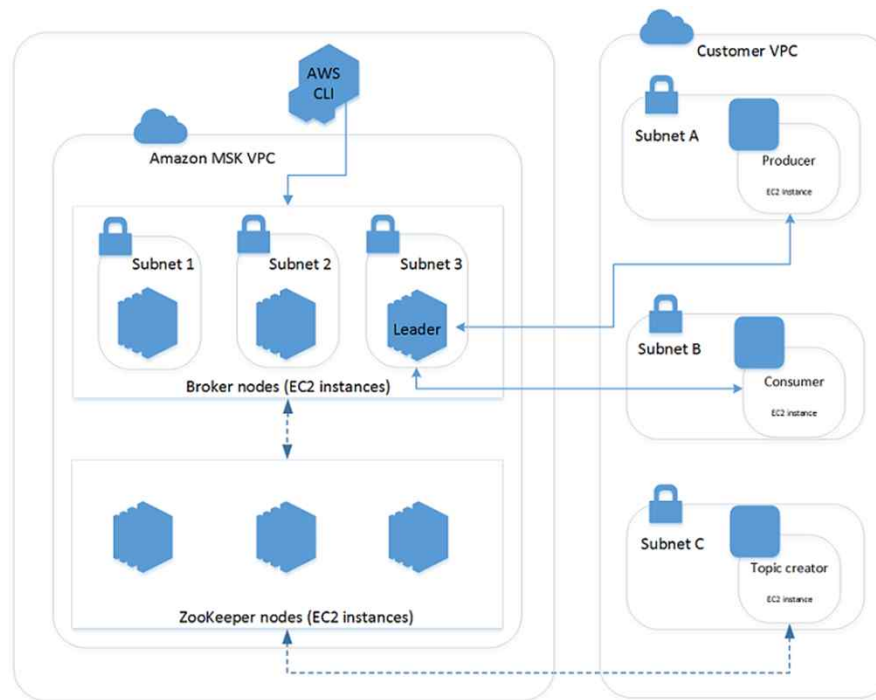 AWS
CLI
Amazon MSK VPC
Subnet 1
Subnet 2
Subnet 3
Leader
Broker nodes (EC2 instances)
ZooKeeper nodes (EC2 instances)
Customer VPC
Subnet A
Producer
EC2 instance
Subnet B
Consumer
EC2 instance
Subnet C
Topic creator
EC2 instance